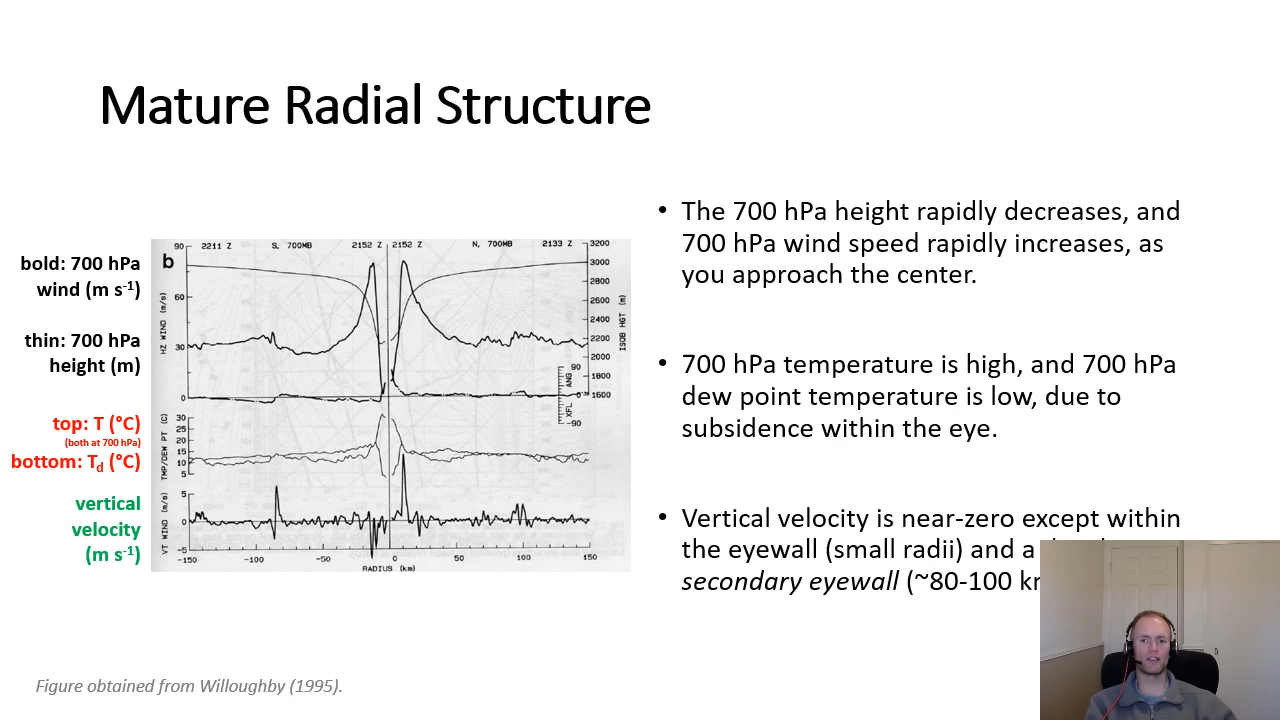 Mature Radial Structure
bold: 700 hPa
wind (m s-1)
thin: 700 hPa
height (m)
top: T (°C)
(both at 700 hPa)
bottom: Td (°C)
vertical
velocity
(m s-1)
b
2211 Z S, 700MB 2152 Z 2152 Z N, 700MB 2133 Z
90
60
30
0
HZ WIND (m/s)
3200
3000
2800
2600
2400
2200
2000
1800
1600
ISOB HGT (m)
90
0
-90
XFL ANG
30
25
20
15
10
5
TMP/DEW PT (C)
5
0
-5
VT WIND (m/s)
-150 -100 -50 0 50 100 150
RADIUS (km)
• The 700 hPa height rapidly decreases, and
700 hPa wind speed rapidly increases, as
you approach the center.
• 700 hPa temperature is high, and 700 hPa
dew point temperature is low, due to
subsidence within the eye.
• Vertical velocity is near-zero except within
the eyewall (small radii) and a
secondary eyewall (~80-100
Figure obtained from Willoughby (1995).